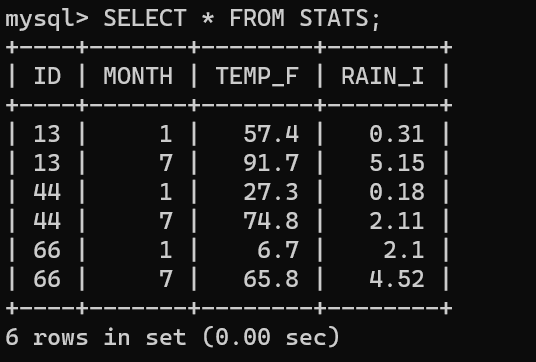 mysql> SELECT * FROM STATS;
+----+-------+--------+--------+
| ID | MONTH | TEMP_F | RAIN_I |
+----+-------+--------+--------+
| 13 |     1 |   57.4 |   0.31 |
| 13 |     7 |   91.7 |   5.15 |
| 44 |     1 |   27.3 |   0.18 |
| 44 |     7 |   74.8 |   2.11 |
| 66 |     1 |    6.7 |    2.1 |
| 66 |     7 |   65.8 |   4.52 |
+----+-------+--------+--------+
6 rows in set (0.00 sec)